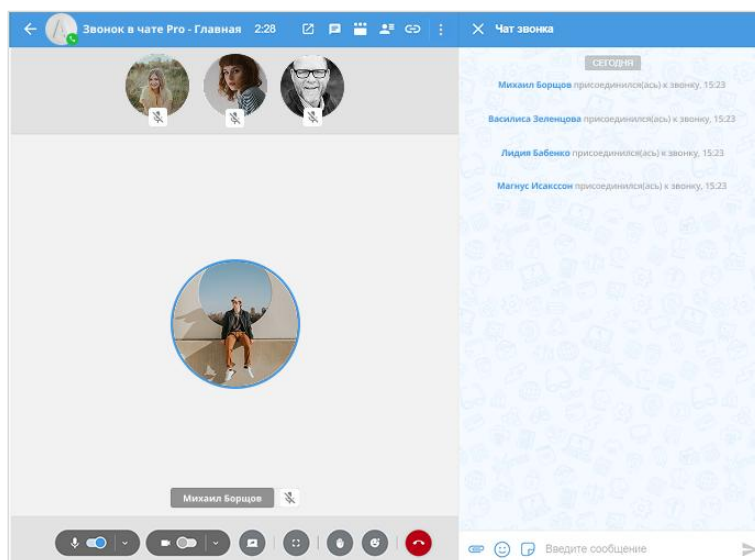 Звонок в чате Pro - Главная 2:28
Чат звонка
СЕГОДНЯ
Михаил Борщов присоединился(ась) к звонку, 15:23
Василиса Зеленцова присоединился(ась) к звонку, 15:23
Лидия Бабенко присоединился(ась) к звонку, 15:23
Магнус Исакссон присоединился(ась) к звонку, 15:23
Михаил Борщов
Введите сообщение